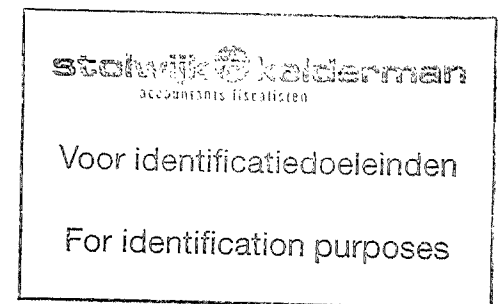 stolwijk kelderman
accountants fiscalisten
Voor identificatiedoeleinden
For identification purposes